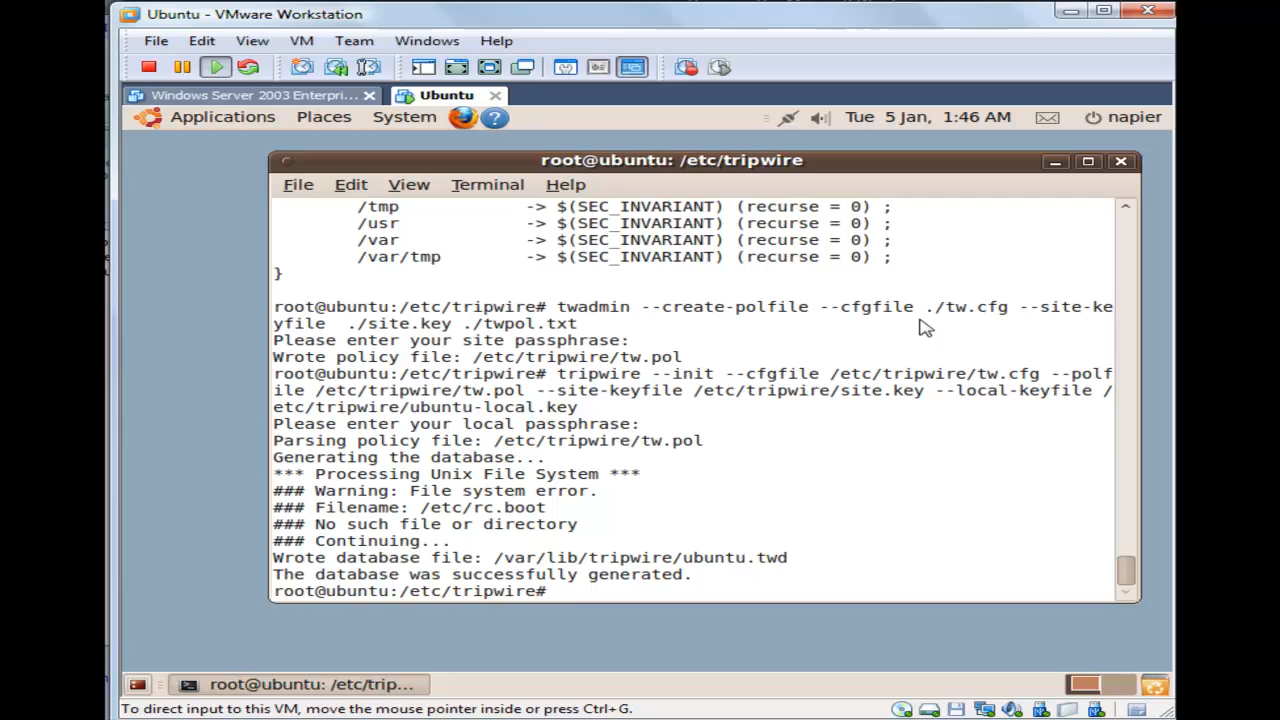 Ubuntu - VMware Workstation
File Edit View VM Team Windows Help
Windows Server 2003 Enterpri... Ubuntu
Applications Places System Tue 5 Jan, 1:46 AM napier
root@ubuntu: /etc/tripwire
File Edit View Terminal Help
/tmp -> $(SEC_INVARIANT) (recurse = 0) ;
/usr -> $(SEC_INVARIANT) (recurse = 0) ;
/var -> $(SEC_INVARIANT) (recurse = 0) ;
/var/tmp -> $(SEC_INVARIANT) (recurse = 0) ;
}
root@ubuntu:/etc/tripwire# twadmin --create-polfile --cfgfile ./tw.cfg --site-ke
yfile ./site.key ./twpol.txt
Please enter your site passphrase:
Wrote policy file: /etc/tripwire/tw.pol
root@ubuntu:/etc/tripwire# tripwire --init --cfgfile /etc/tripwire/tw.cfg --polf
ile /etc/tripwire/tw.pol --site-keyfile /etc/tripwire/site.key --local-keyfile /
etc/tripwire/ubuntu-local.key
Please enter your local passphrase:
Parsing policy file: /etc/tripwire/tw.pol
Generating the database...
*** Processing Unix File System ***
### Warning: File system error.
### Filename: /etc/rc.boot
### No such file or directory
### Continuing...
Wrote database file: /var/lib/tripwire/ubuntu.twd
The database was successfully generated.
root@ubuntu:/etc/tripwire#
root@ubuntu: /etc/trip...
To direct input to this VM, move the mouse pointer inside or press Ctrl+G.